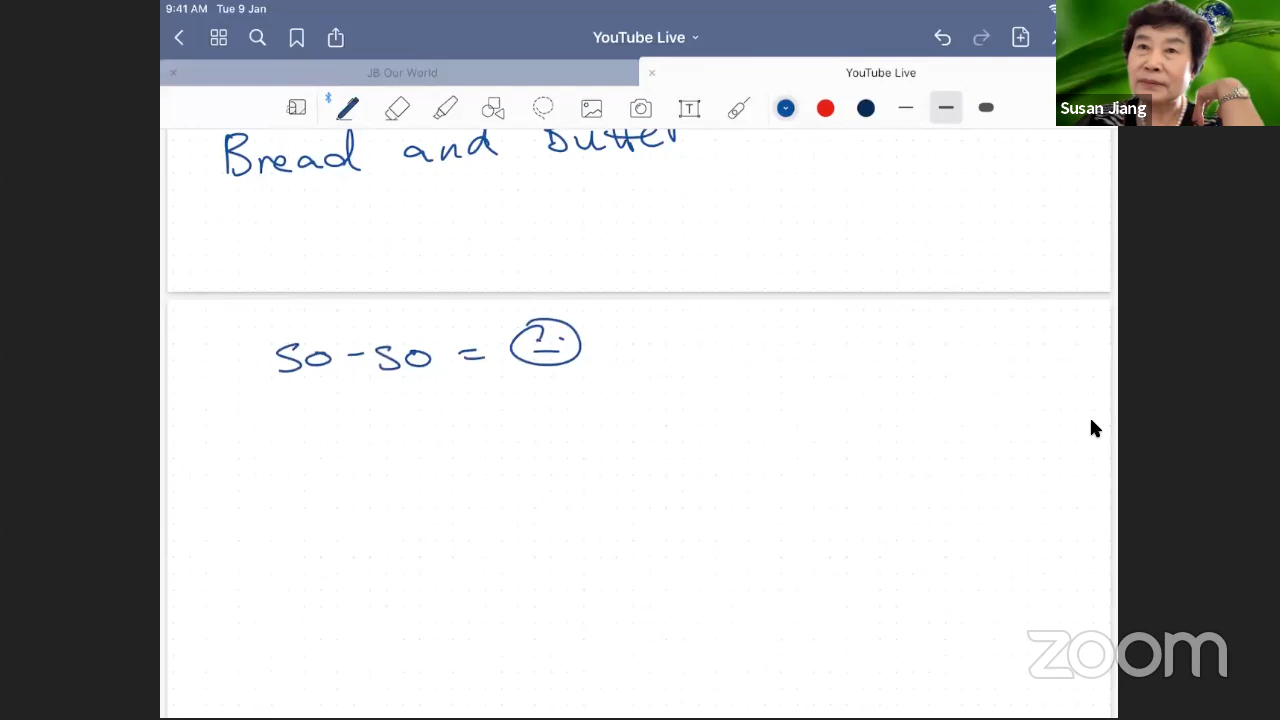 9:41 AM Tue 9 Jan
YouTube Live
JB Our World
YouTube Live
Susan Jiang
Bread and Butter
so-so =
zoom